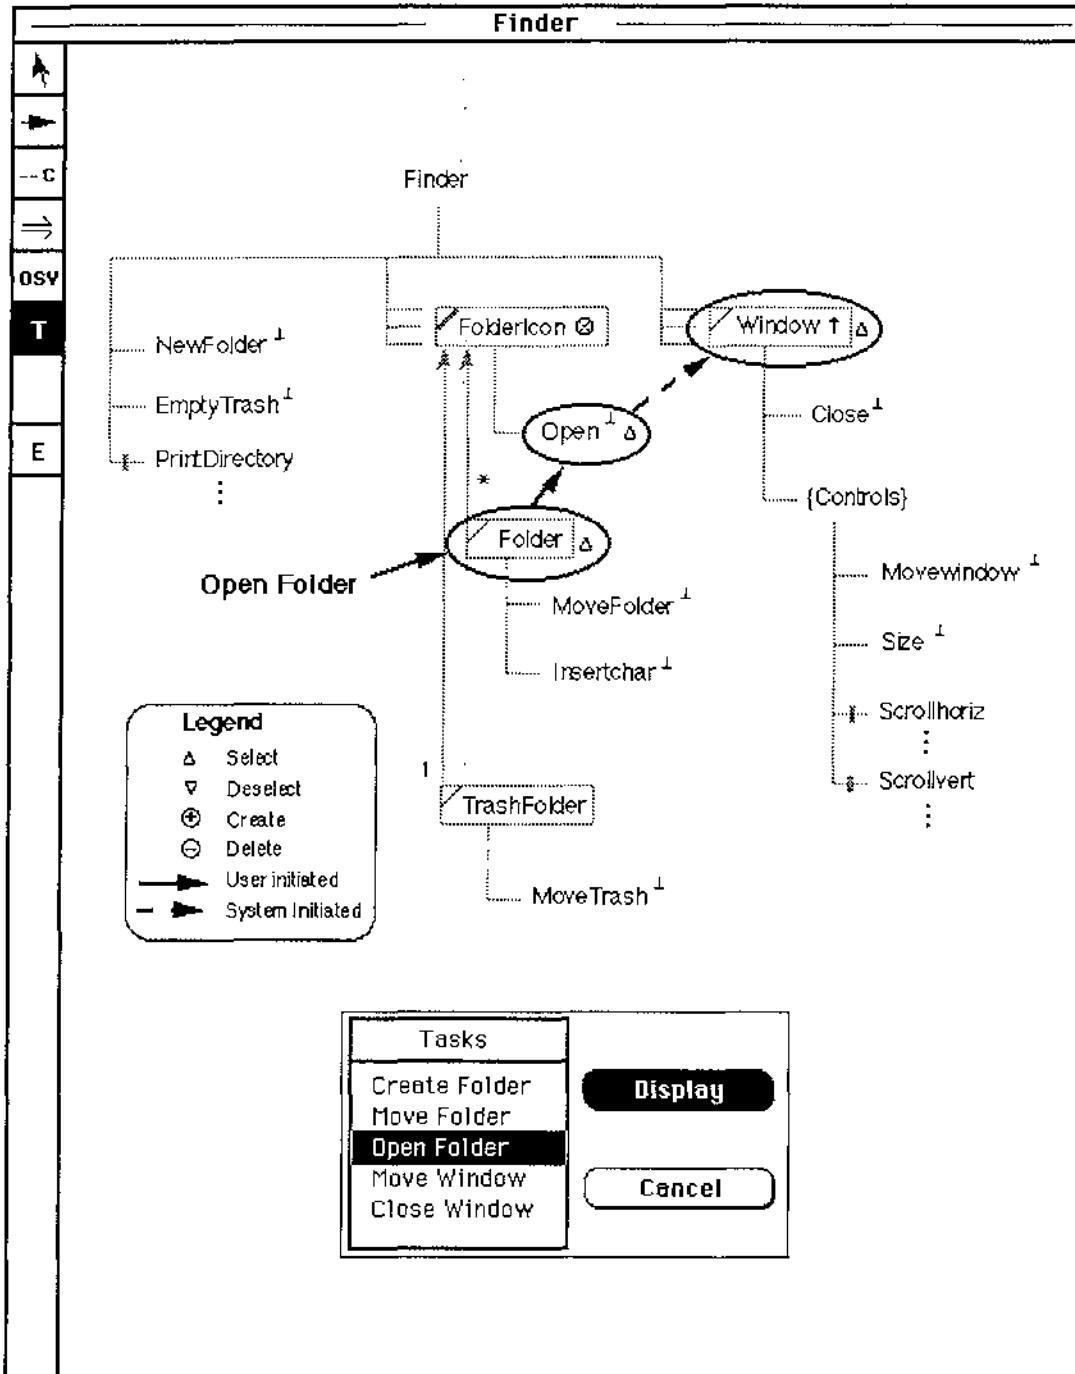 Finder
--C
OSV
T
E
Finder
NewFolder ⊥
EmptyTrash ⊥
PrintDirectory
FolderIcon
Window ↑ △
Open ⊥ △
Close ⊥
{Controls}
*
Folder △
Open Folder
MoveFolder ⊥
Insertchar ⊥
Movewindow ⊥
Size ⊥
Scrollhoriz
Scrollvert
1
TrashFolder
MoveTrash ⊥
Legend
△ Select
▽ Deselect
⊕ Create
⊖ Delete
User initiated
System Initiated
Tasks
Create Folder
Move Folder
Open Folder
Move Window
Close Window
Display
Cancel